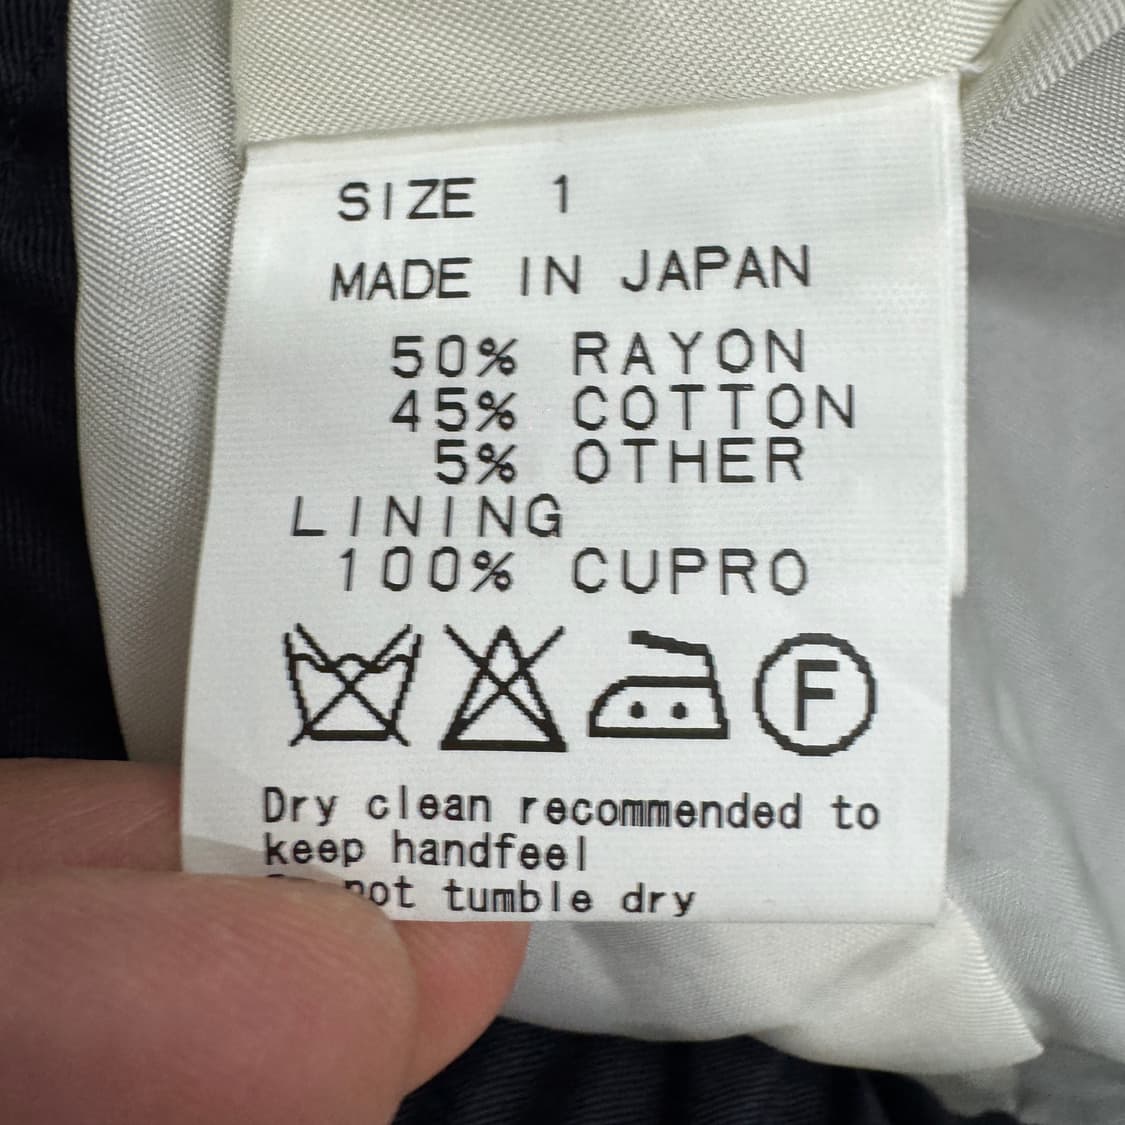 SIZE 1
MADE IN JAPAN
50% RAYON
45% COTTON
5% OTHER
LINING
100% CUPRO
F
Dry clean recommended to
keep handfeel
not tumble dry